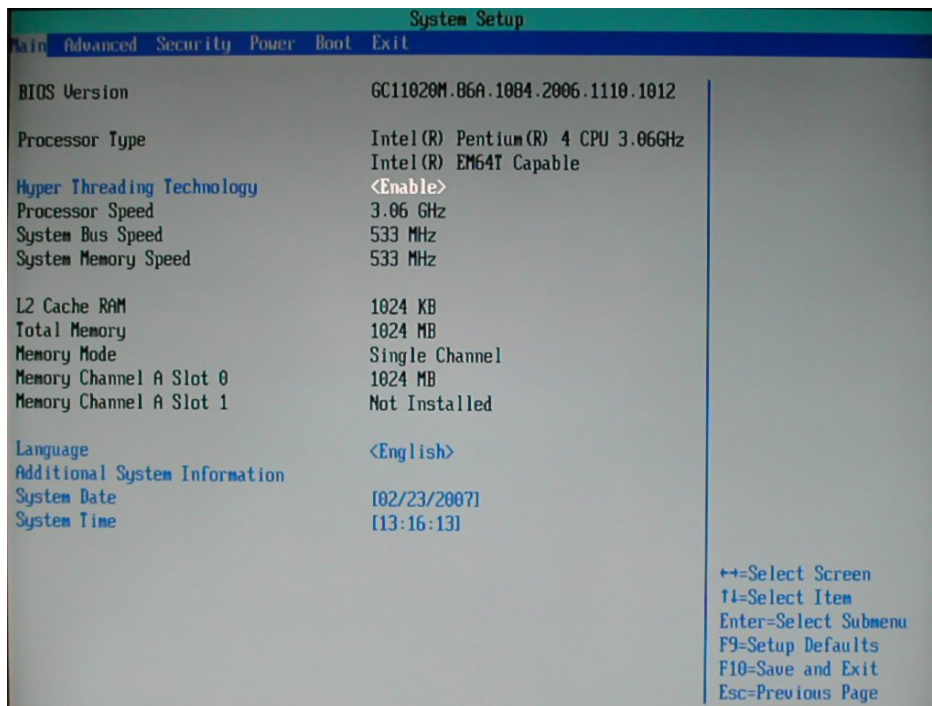 System Setup
Main Advanced Security Power Boot Exit
BIOS Version GC11020M.86A.1084.2006.1110.1012
Processor Type Intel(R) Pentium(R) 4 CPU 3.06GHz
Intel(R) EM64T Capable
Hyper Threading Technology <Enable>
Processor Speed 3.06 GHz
System Bus Speed 533 MHz
System Memory Speed 533 MHz
L2 Cache RAM 1024 KB
Total Memory 1024 MB
Memory Mode Single Channel
Memory Channel A Slot 0 1024 MB
Memory Channel A Slot 1 Not Installed
Language <English>
Additional System Information
System Date [02/23/2007]
System Time [13:16:13]
←→=Select Screen
↑↓=Select Item
Enter=Select Submenu
F9=Setup Defaults
F10=Save and Exit
Esc=Previous Page